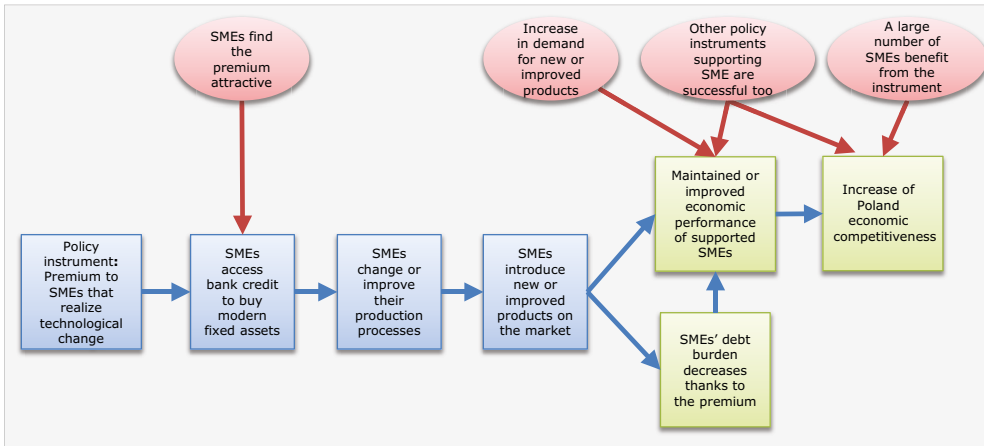 SMEs find
the
premium
attractive
Increase
in demand
for new or
improved
products
Other policy
instruments
supporting
SME are
successful too
A large
number of
SMEs benefit
from the
instrument
Policy
instrument: 
Premium to
SMEs that
realize
technological
change
SMEs
access
bank credit
to buy
modern
fixed assets
SMEs
change or
improve
their
production
processes
SMEs
introduce
new or
improved
products on
the market
Maintained or
improved
economic
performance
of supported
SMEs
Increase of
Poland
economic
competitiveness
SMEs’ debt
burden
decreases
thanks to
the premium